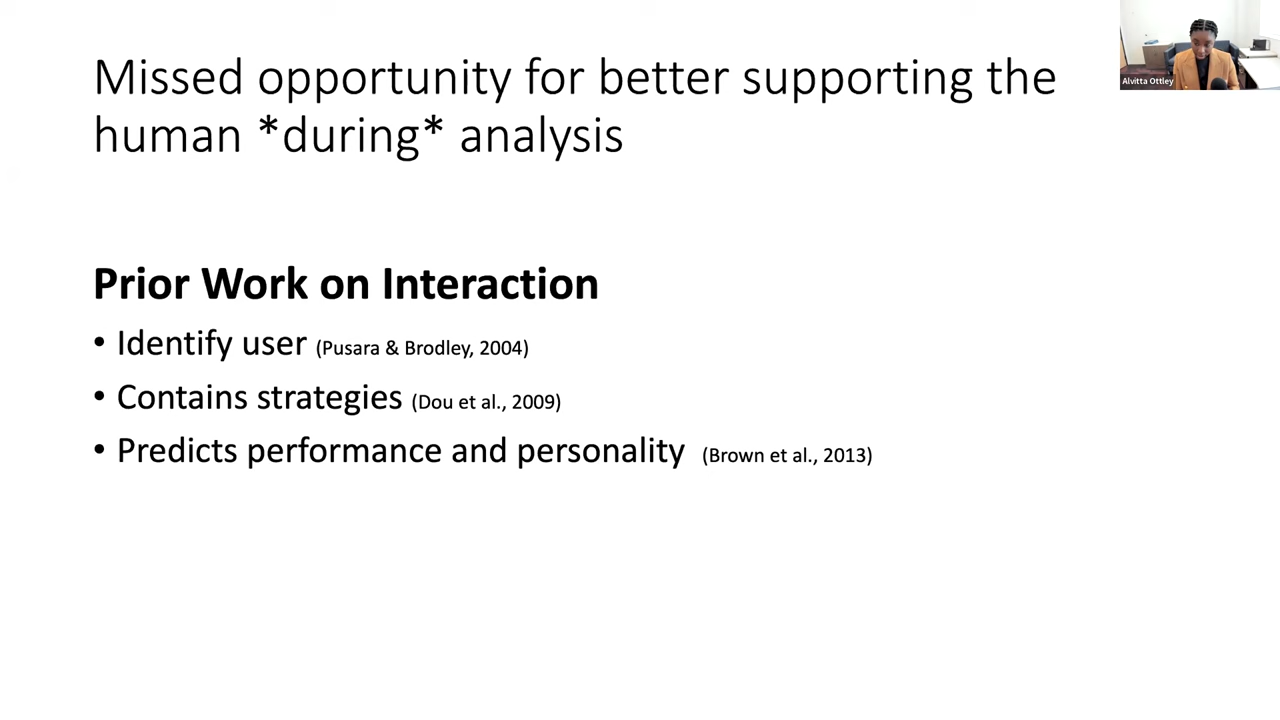 Missed opportunity for better supporting the
human *during* analysis
Alvitta Ottley
Prior Work on Interaction
• Identify user (Pusara & Brodley, 2004)
• Contains strategies (Dou et al., 2009)
• Predicts performance and personality (Brown et al., 2013)